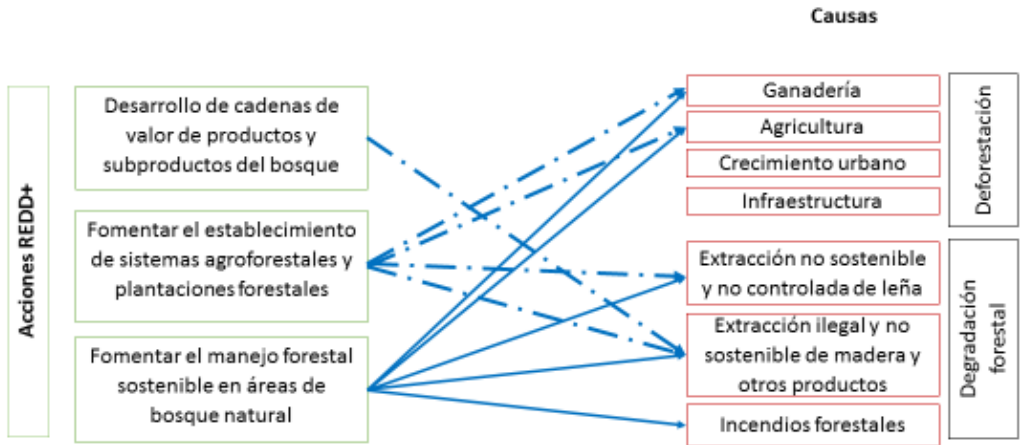 Causas
Acciones REDD+
Desarrollo de cadenas de
valor de productos y
subproductos del bosque
Fomentar el establecimiento
de sistemas agroforestales y
plantaciones forestales
Fomentar el manejo forestal
sostenible en áreas de
bosque natural
Ganadería
Agricultura
Crecimiento urbano
Infraestructura
Deforestación
Extracción no sostenible
y no controlada de leña
Extracción ilegal y no
sostenible de madera y
otros productos
Incendios forestales
Degradación
forestal